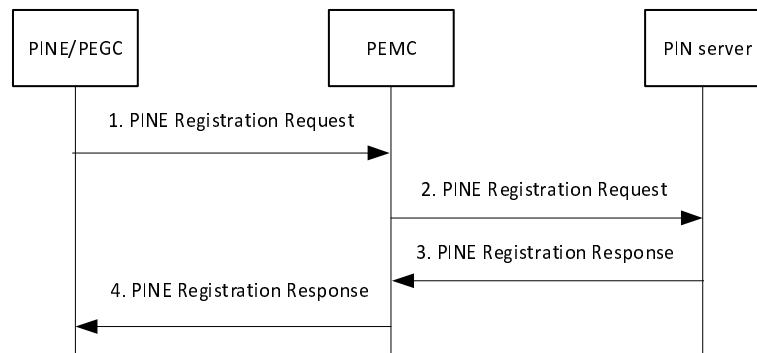 PINE/PEGC
PEMC
PIN server
1. PINE Registration Request
2. PINE Registration Request
3. PINE Registration Response
4. PINE Registration Response